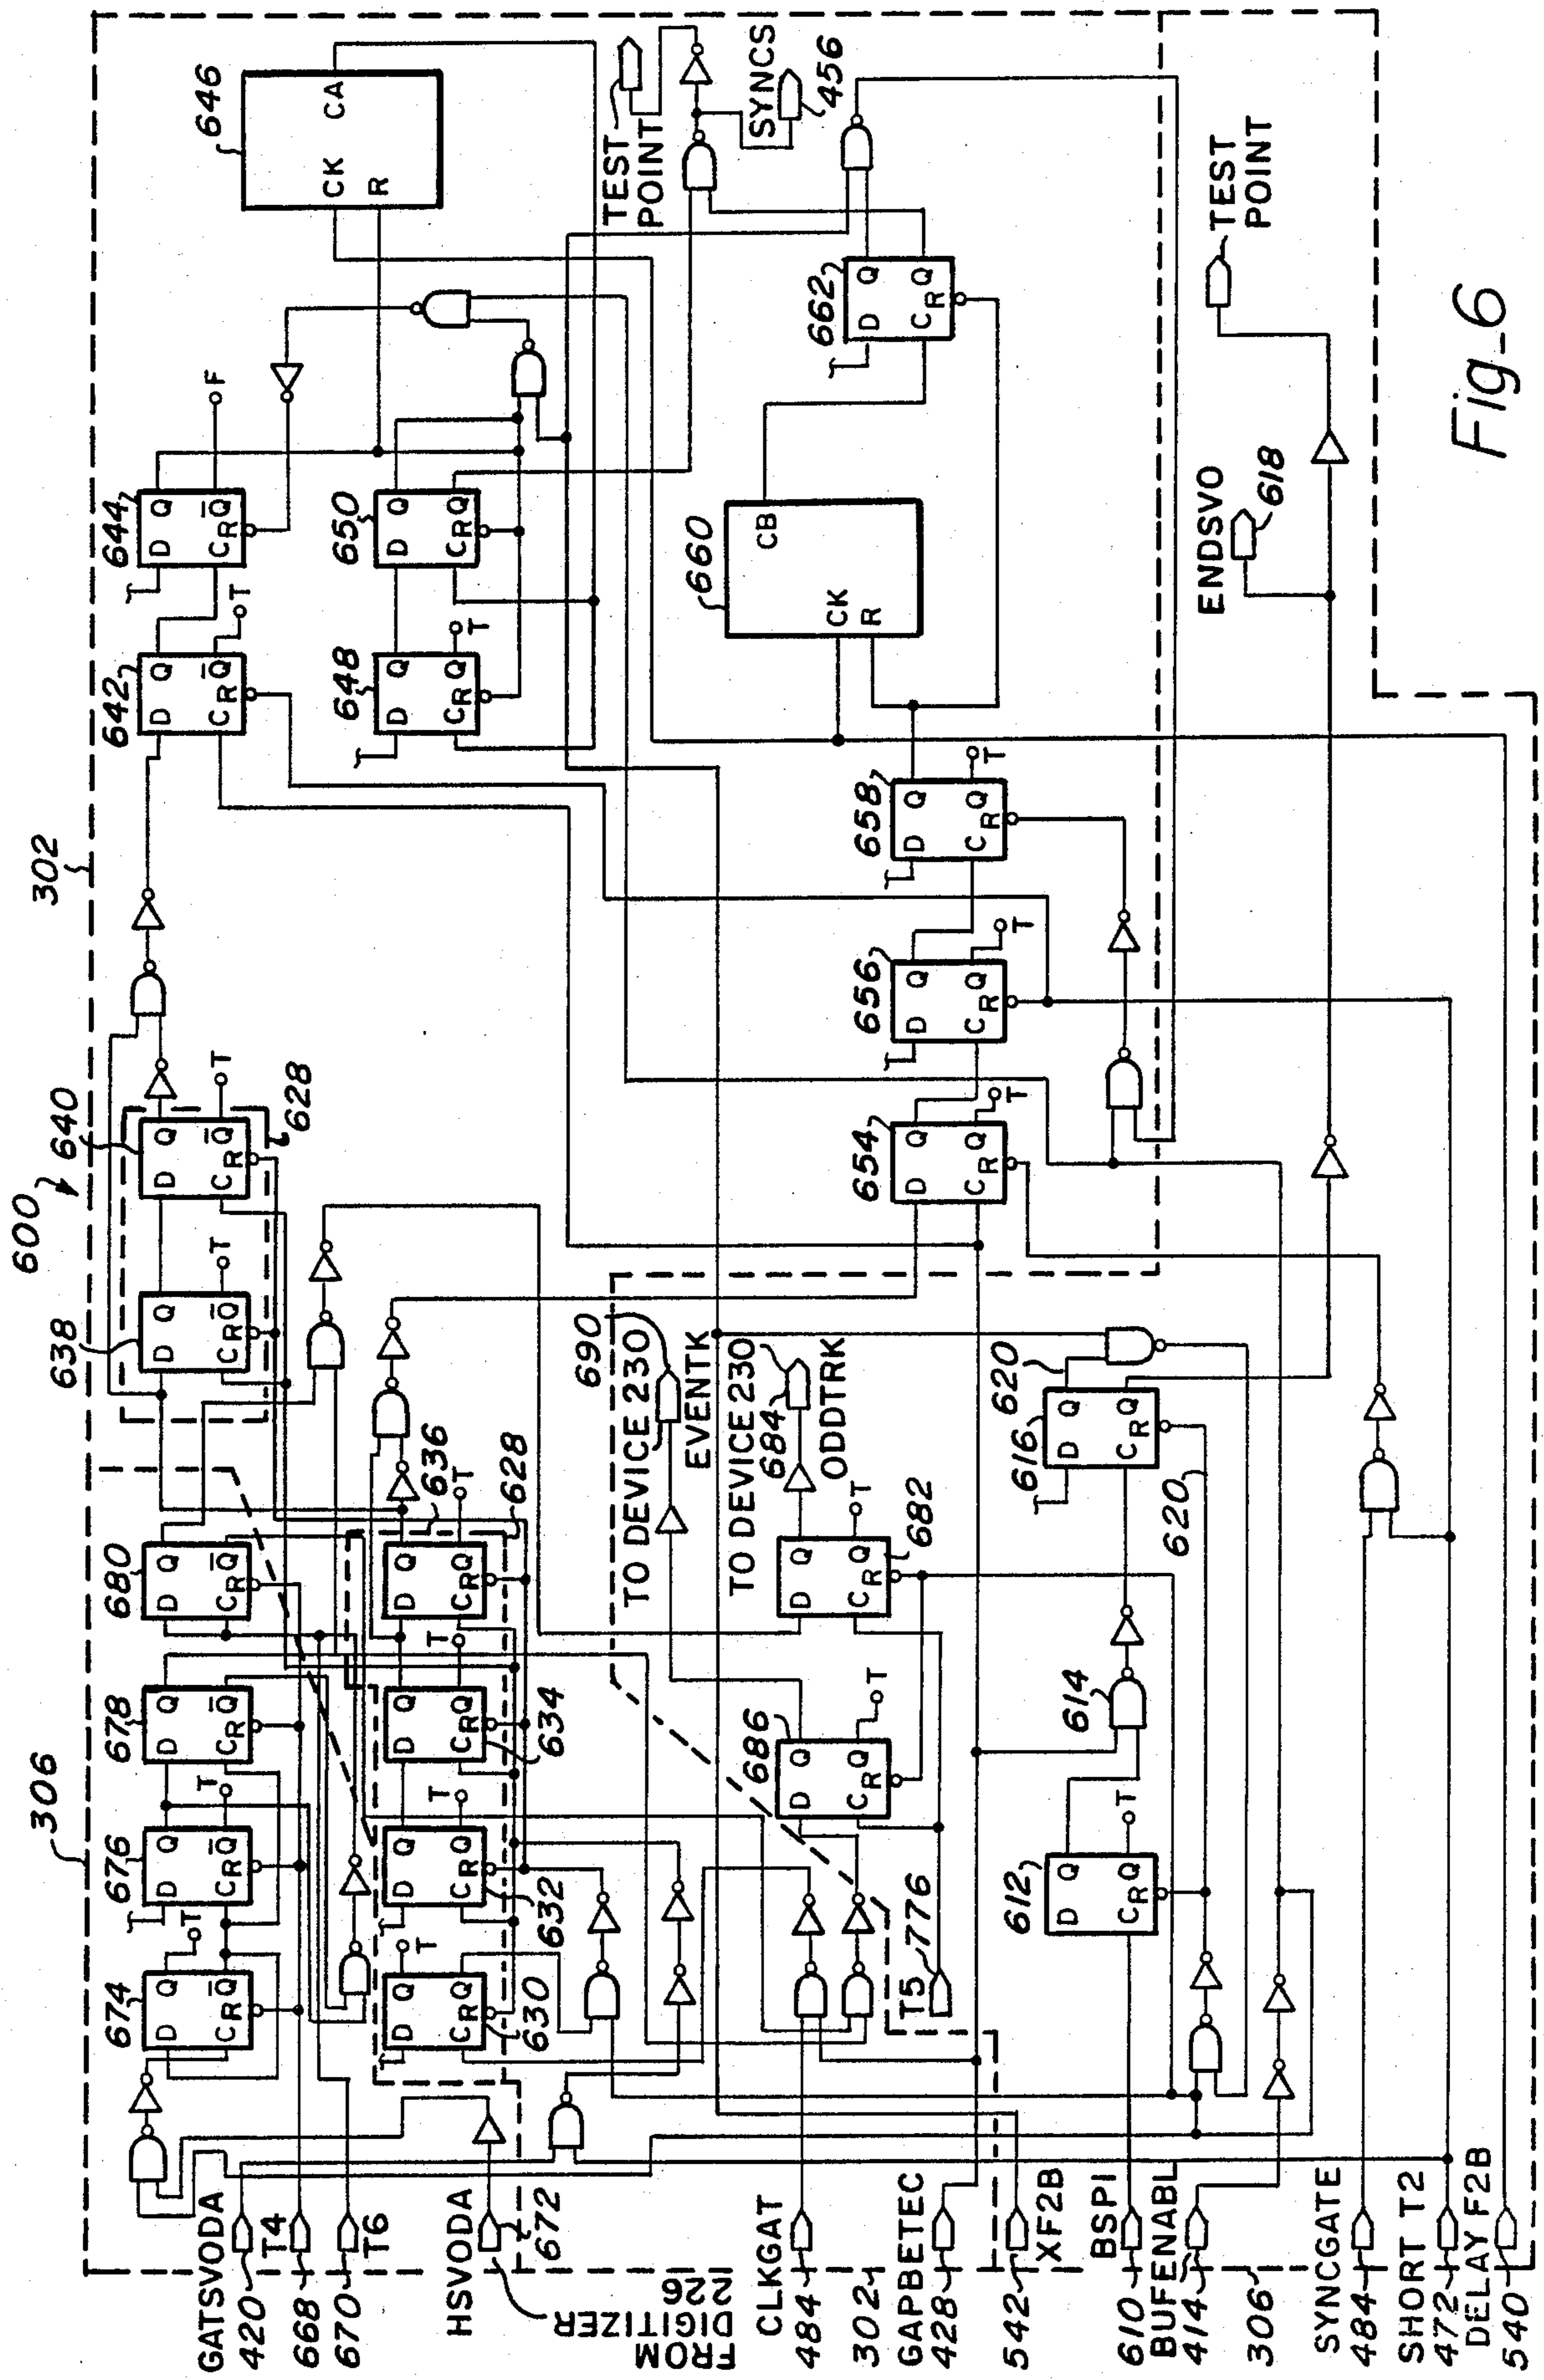 600
302
306
640
638
628
642
644
646
D Q
C R Q̅
T
F
CK CA
R
680
678
676
674
636
628
634
632
630
648
650
TEST POINT
SYNCS
456
662
660
CB
CK
R
658
656
654
690
TO DEVICE 230
EVENTK
TO DEVICE 230
684
ODDTRK
682
686
620
616
620
614
612
ENDSVO
618
TEST POINT
T5
776
GATSVODA
420
T4
668
670
T6
HSVODA
672
FROM
DIGITIZER
226
CLKGAT
484
302
GAPBETEC
428
542
XF2B
BSPI
610
BUFENABL
414
306
SYNCGATE
484
SHORT T2
472
DELAY F2B
540
Fig_6